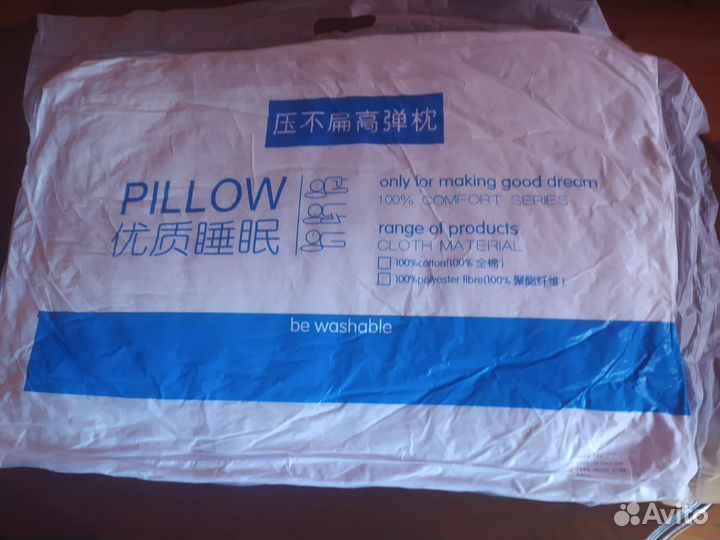 压不扁高弹枕
PILLOW
优质睡眠
only for making good dream
100% COMFORT SERIES
range of products
CLOTH MATERIAL
100%cotton(100% 全棉)
100%polyester fibre(100% 聚酯纤维)
be washable
Avito